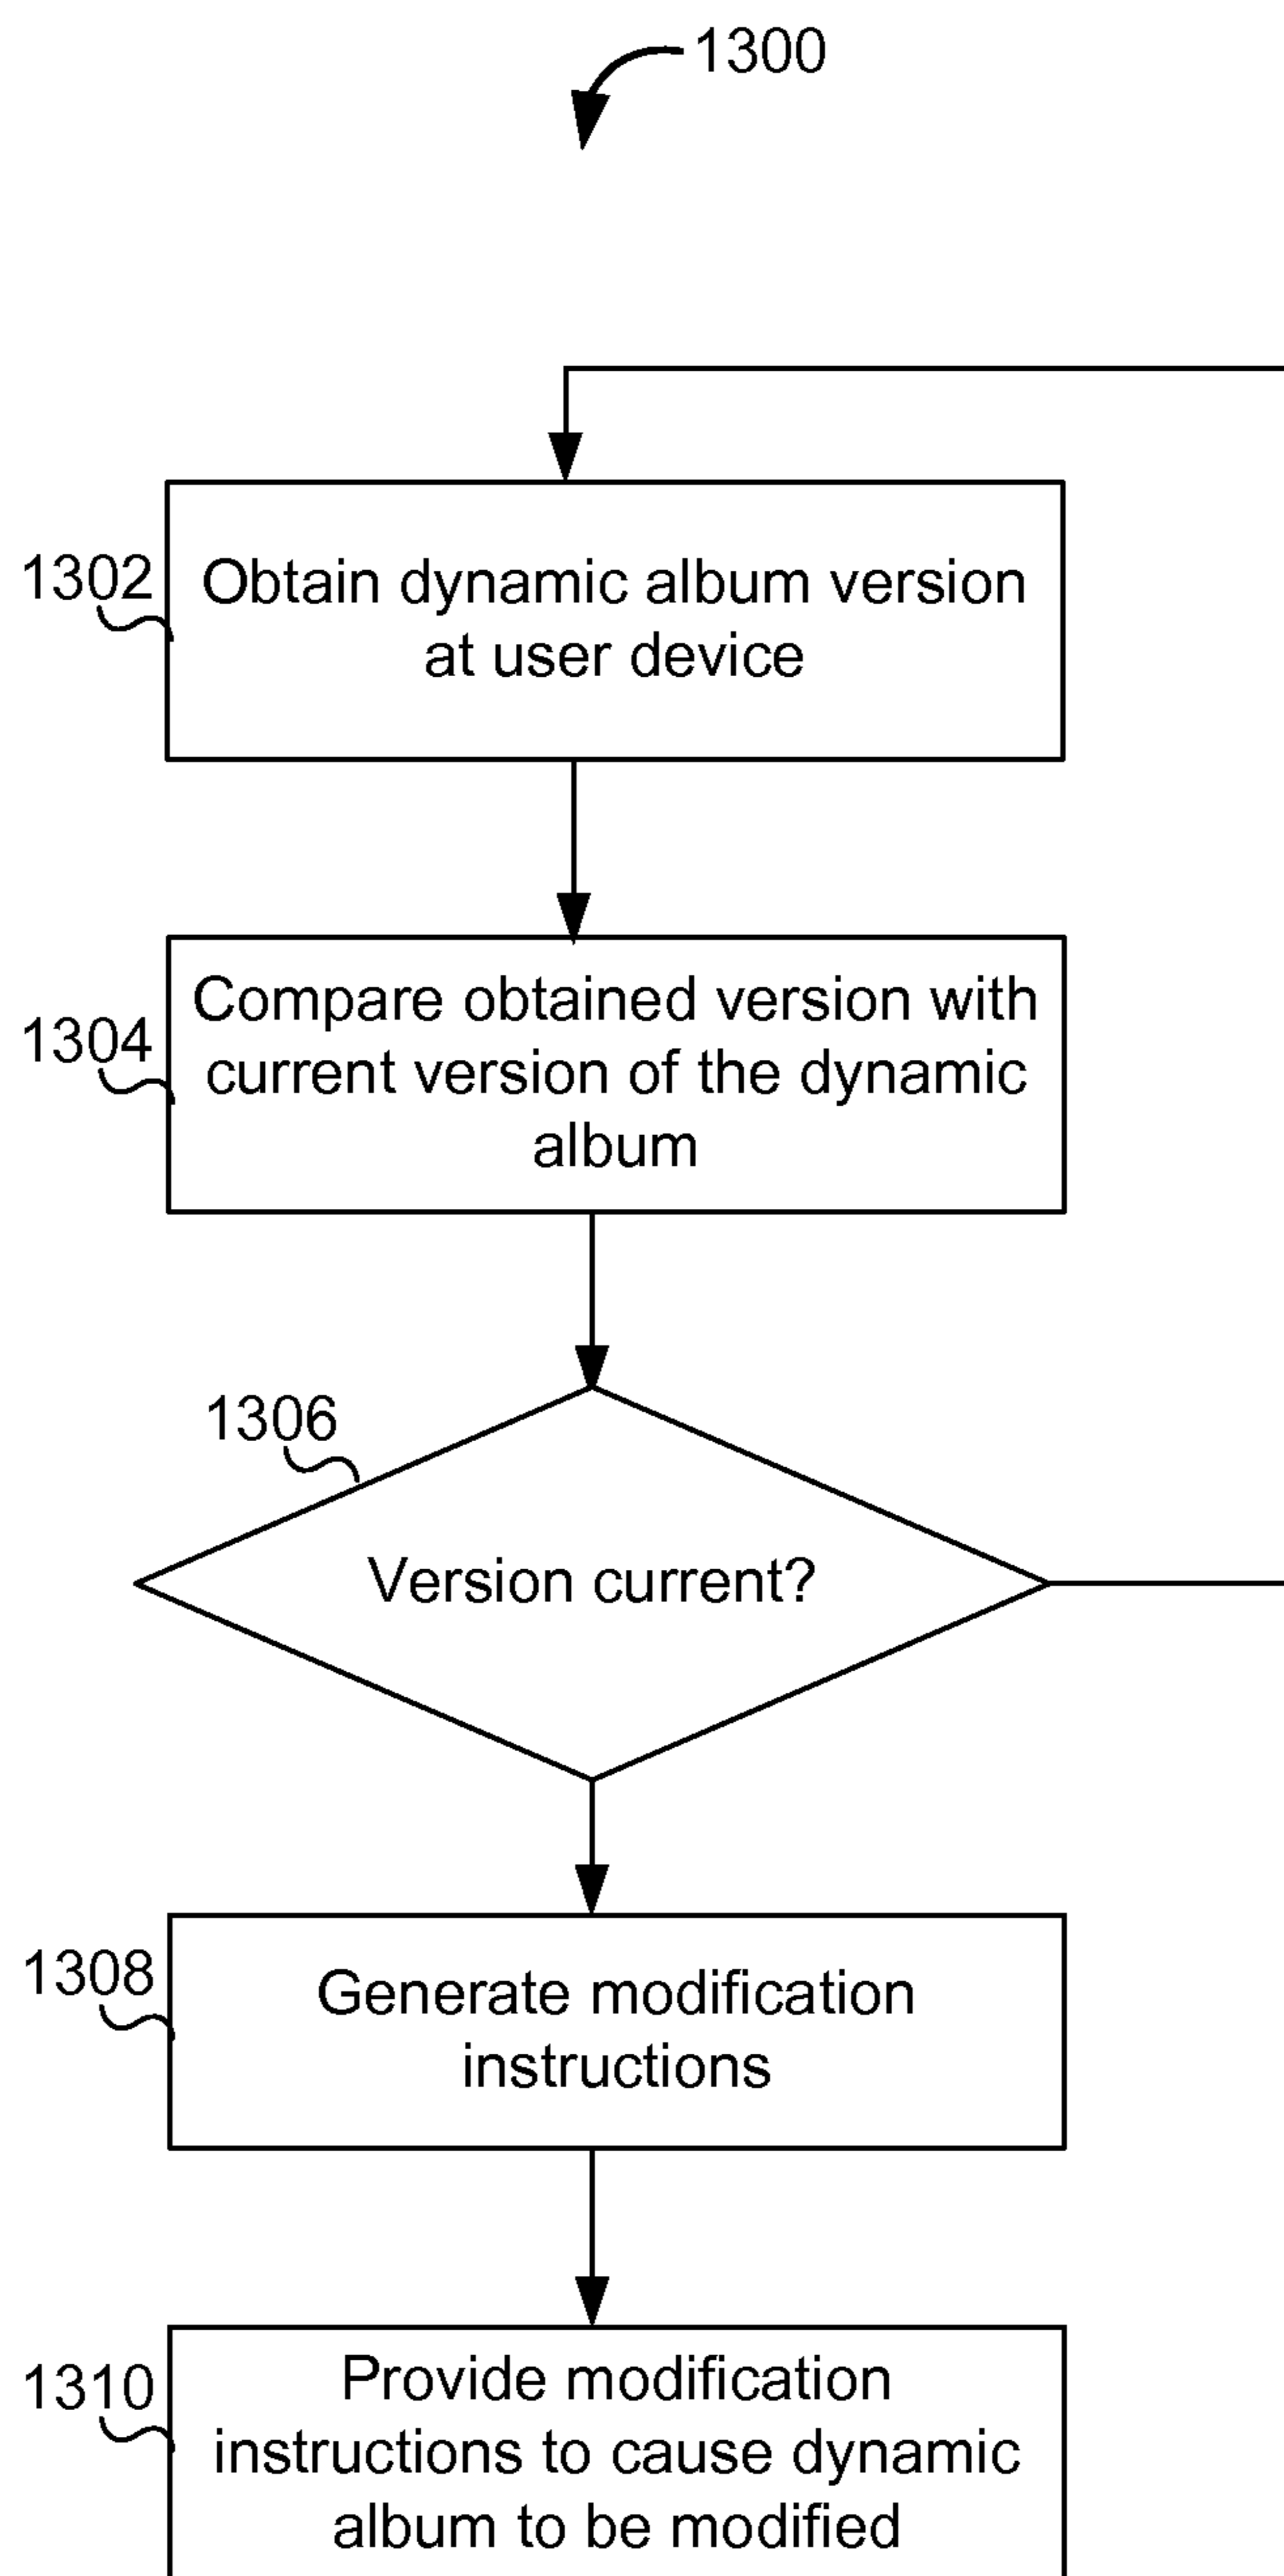 1300
1302
Obtain dynamic album version
at user device
1304
Compare obtained version with
current version of the dynamic
album
1306
Version current?
1308
Generate modification
instructions
1310
Provide modification
instructions to cause dynamic
album to be modified